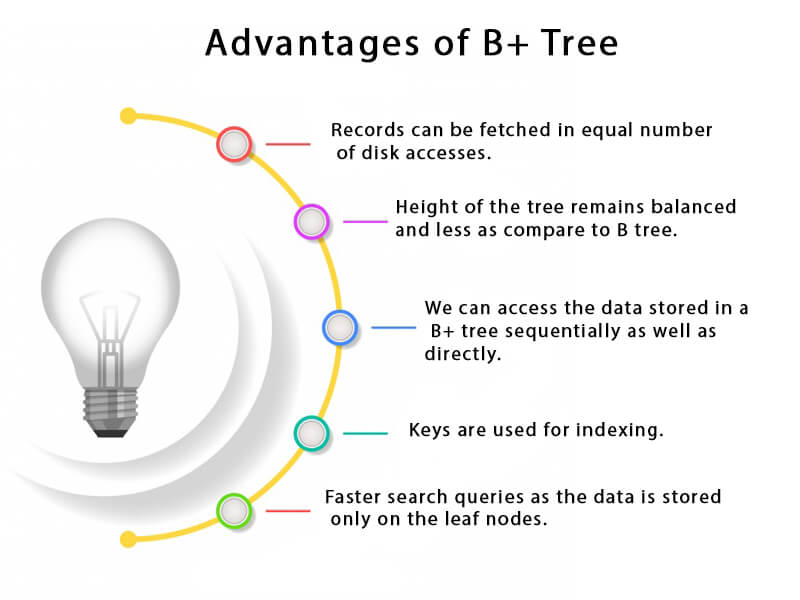 Advantages of B+ Tree
Records can be fetched in equal number
of disk accesses.
Height of the tree remains balanced
and less as compare to B tree.
We can access the data stored in a
B+ tree sequentially as well as
directly.
Keys are used for indexing.
Faster search queries as the data is stored
only on the leaf nodes.